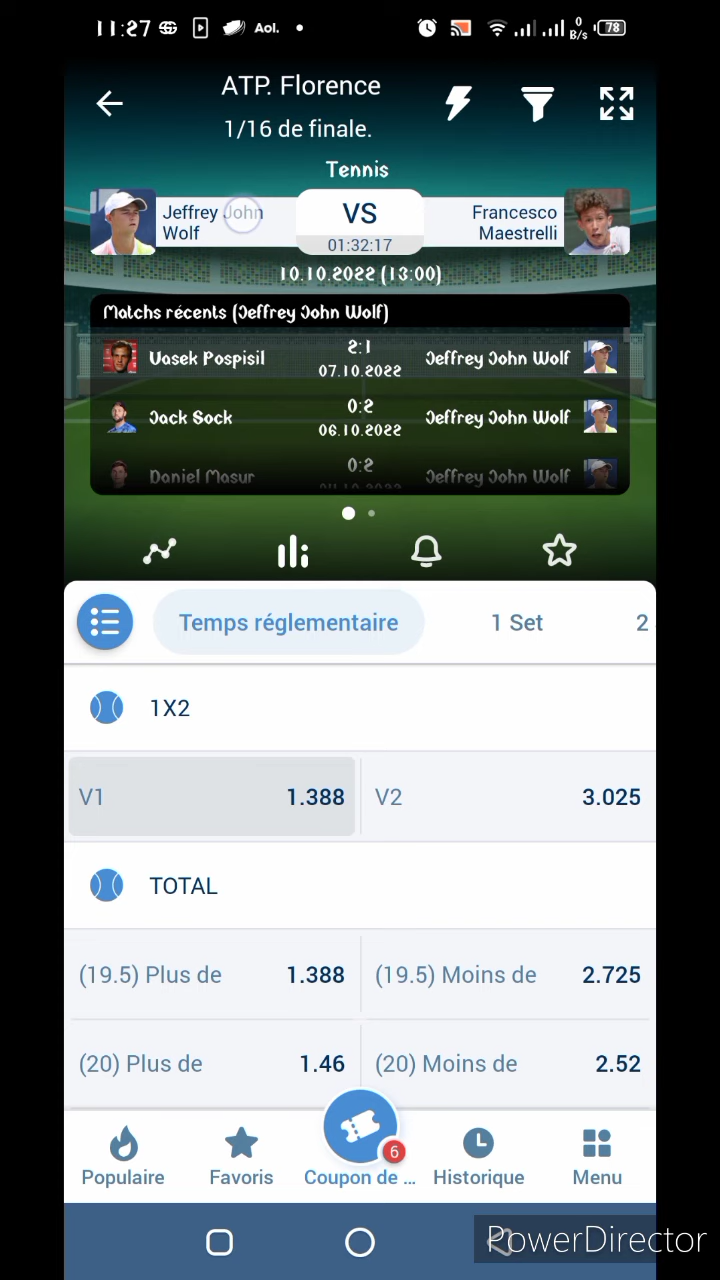 11:27 Aol. 0 B/s 78
ATP. Florence
1/16 de finale.
Tennis
Jeffrey John Wolf
VS
01:32:17
Francesco Maestrelli
10.10.2022 (13:00)
Matchs récents (Jeffrey John Wolf)
Vasek Pospisil 2:1 Jeffrey John Wolf
07.10.2022
Jack Sock 0:2 Jeffrey John Wolf
06.10.2022
Daniel Masur 0:2 Jeffrey John Wolf
Temps réglementaire 1 Set 2
1X2
V1 1.388 V2 3.025
TOTAL
(19.5) Plus de 1.388 (19.5) Moins de 2.725
(20) Plus de 1.46 (20) Moins de 2.52
6
Populaire Favoris Coupon de ... Historique Menu
PowerDirector